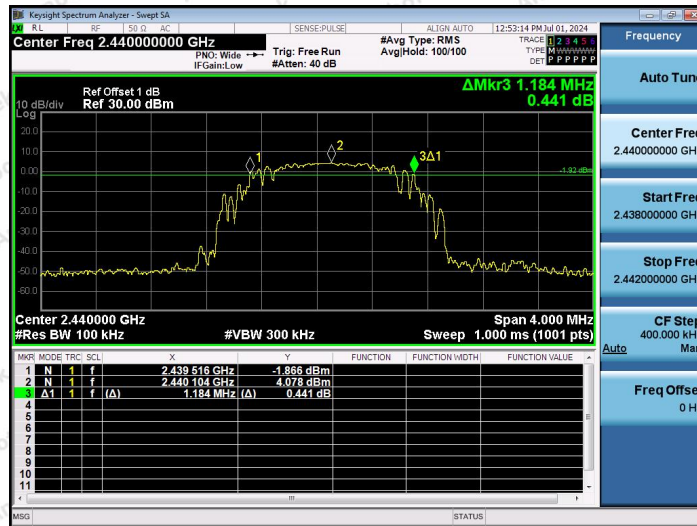 Keysight Spectrum Analyzer - Swept SA
LXI RL RF 50 Ω AC SENSE:PULSE ALIGN AUTO 12:53:14 PM Jul 01, 2024
Center Freq 2.440000000 GHz
PNO: Wide
IFGain:Low
Trig: Free Run
#Atten: 40 dB
#Avg Type: RMS
Avg|Hold: 100/100
TRACE 1 2 3 4 5 6
TYPE MWWWWW
DET P P P P P P
Frequency
Auto Tune
ΔMkr3 1.184 MHz
0.441 dB
Ref Offset 1 dB
10 dB/div Ref 30.00 dBm
Log
20.0
10.0
0.00
-10.0
-20.0
-30.0
-40.0
-50.0
-60.0
1
2
3Δ1
-1.92 dBm
Center 2.440000 GHz Span 4.000 MHz
#Res BW 100 kHz #VBW 300 kHz Sweep 1.000 ms (1001 pts)
Center Freq
2.440000000 GH
Start Freq
2.438000000 GH
Stop Freq
2.442000000 GH
CF Step
400.000 kH
Auto Man
Freq Offse
0 H
MKR MODE TRC SCL X Y FUNCTION FUNCTION WIDTH FUNCTION VALUE
1 N 1 f 2.439 516 GHz -1.866 dBm
2 N 1 f 2.440 104 GHz 4.078 dBm
3 Δ1 1 f (Δ) 1.184 MHz (Δ) 0.441 dB
4
5
6
7
8
9
10
11
MSG STATUS